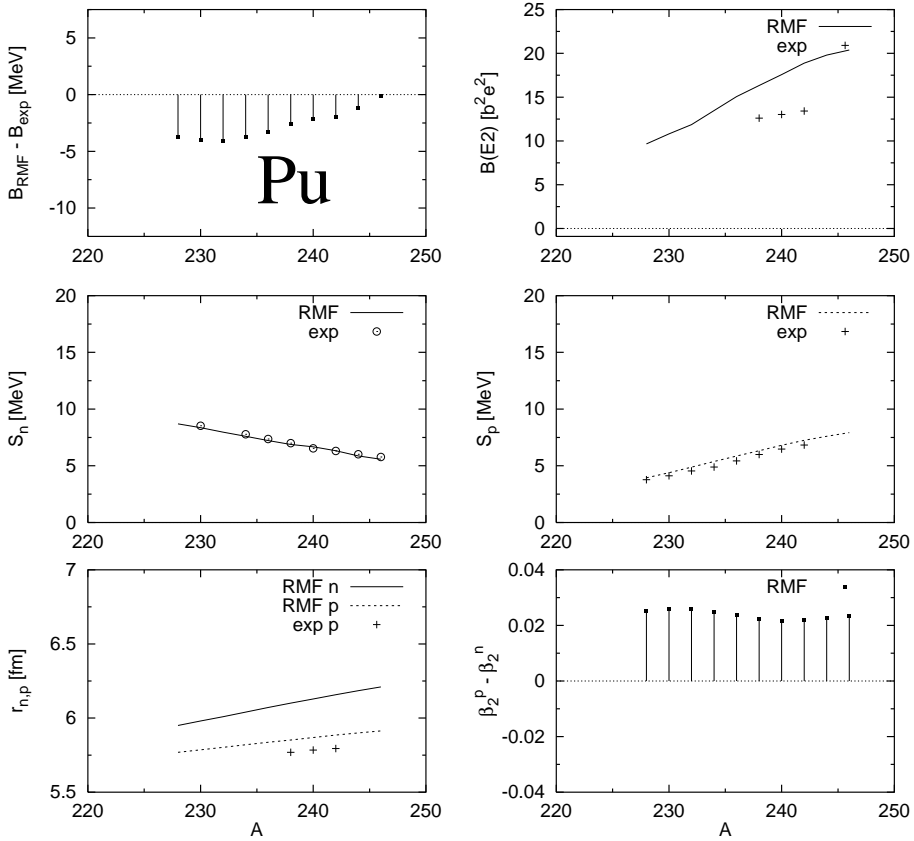 B_RMF - B_exp [MeV]
5
0
-5
-10
Pu
220
230
240
250
B(E2) [b^2e^2]
25
20
15
10
5
0
RMF
exp
220
230
240
250
S_n [MeV]
20
15
10
5
0
RMF
exp
220
230
240
250
S_p [MeV]
20
15
10
5
0
RMF
exp
220
230
240
250
r_n,p [fm]
7
6.5
6
5.5
RMF n
RMF p
exp p
220
230
240
250
A
β_2^p - β_2^n
0.04
0.02
0
-0.02
-0.04
RMF
220
230
240
250
A